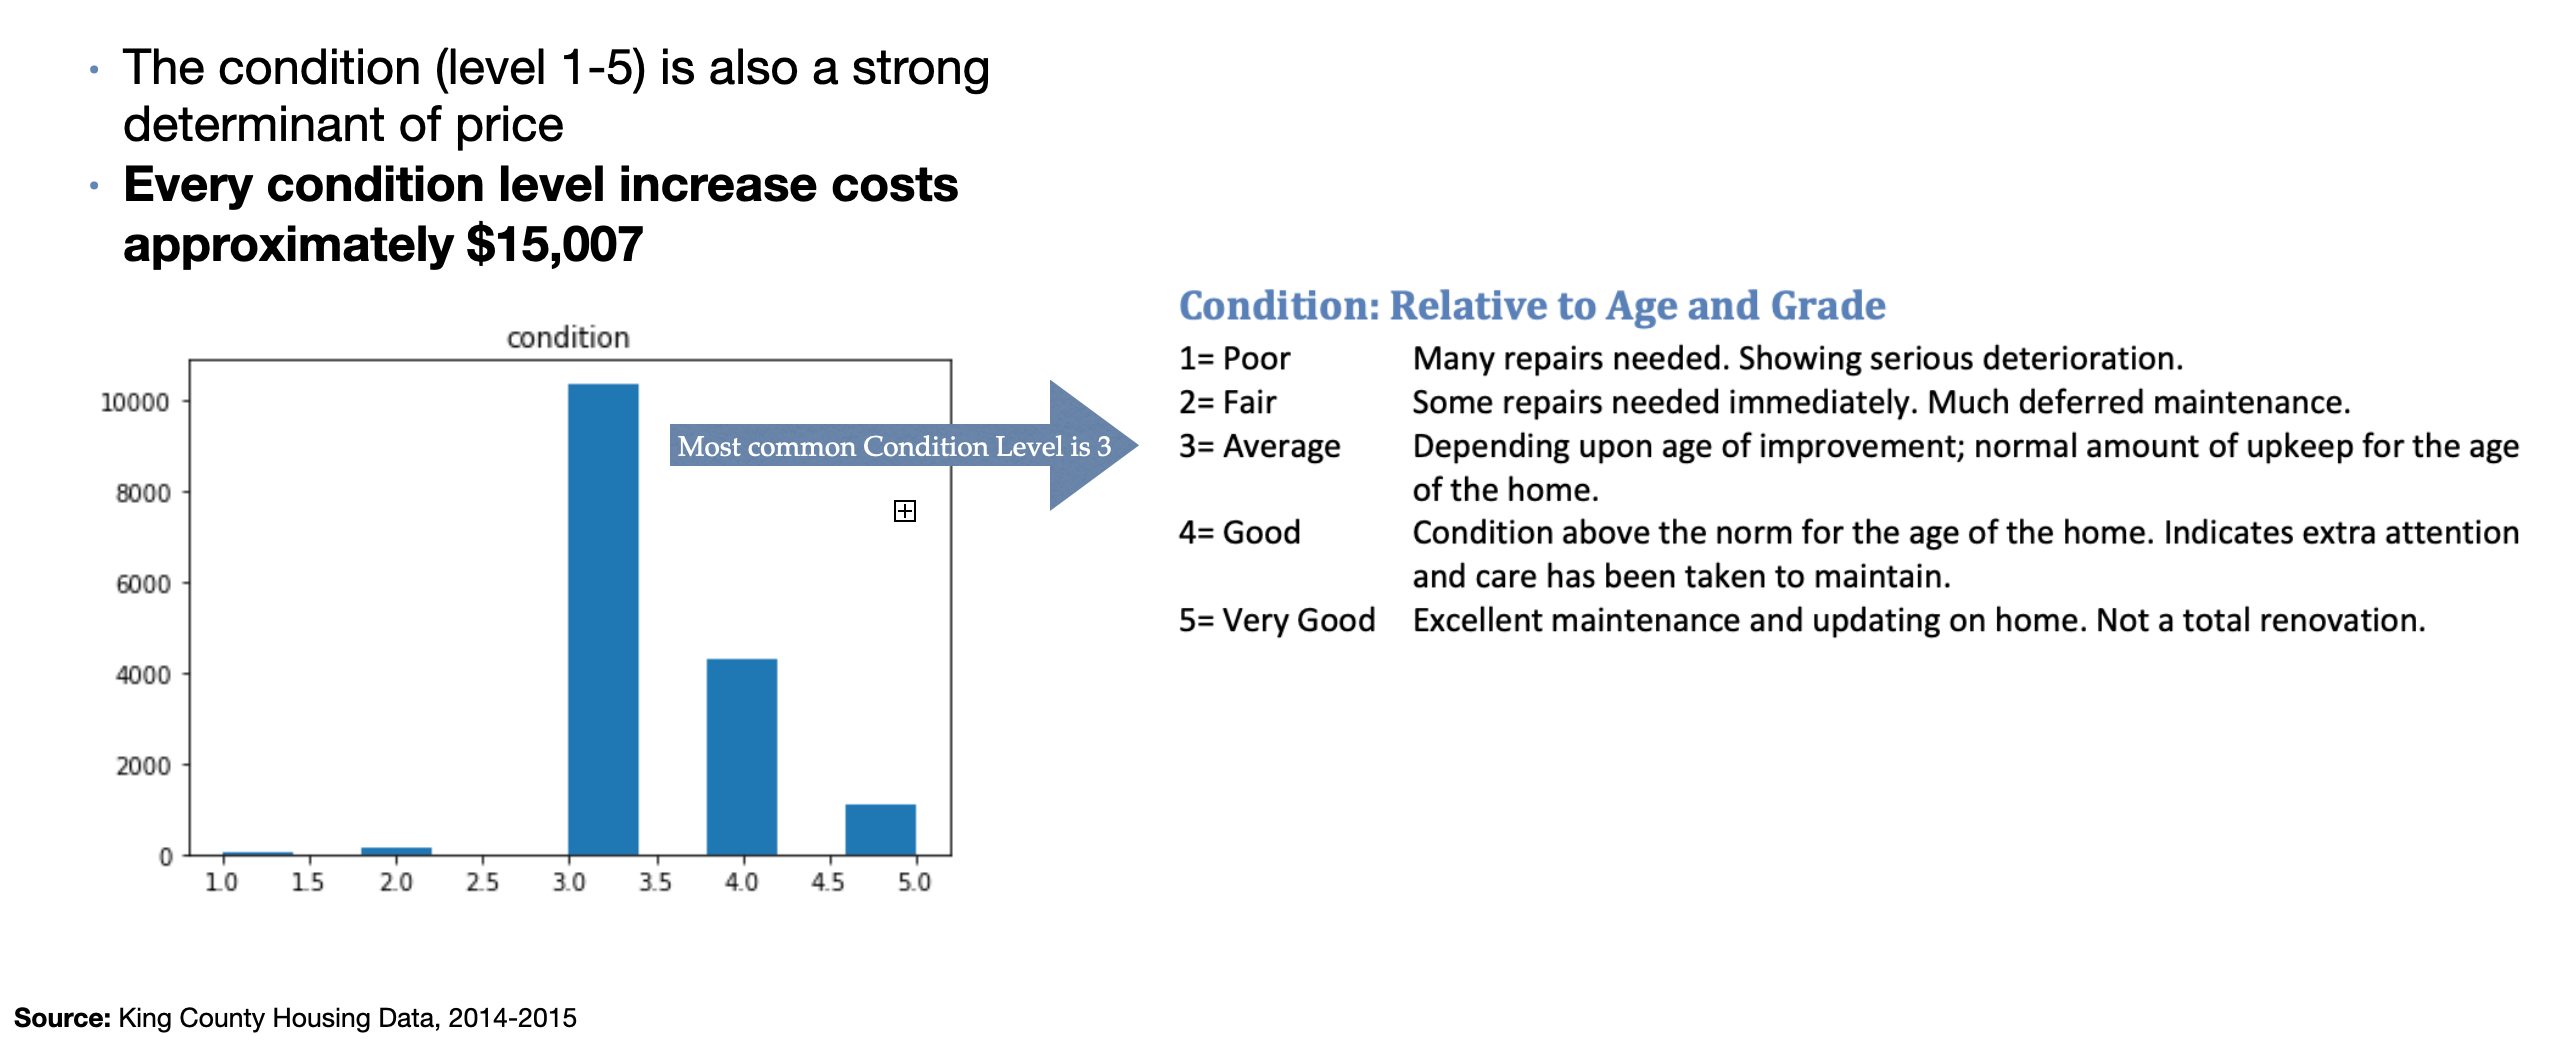 • The condition (level 1-5) is also a strong
determinant of price
• Every condition level increase costs
approximately $15,007
condition
10000
8000
6000
4000
2000
0
1.0 1.5 2.0 2.5 3.0 3.5 4.0 4.5 5.0
Most common Condition Level is 3
Condition: Relative to Age and Grade
1= Poor Many repairs needed. Showing serious deterioration.
2= Fair Some repairs needed immediately. Much deferred maintenance.
3= Average Depending upon age of improvement; normal amount of upkeep for the age
of the home.
4= Good Condition above the norm for the age of the home. Indicates extra attention
and care has been taken to maintain.
5= Very Good Excellent maintenance and updating on home. Not a total renovation.
Source: King County Housing Data, 2014-2015